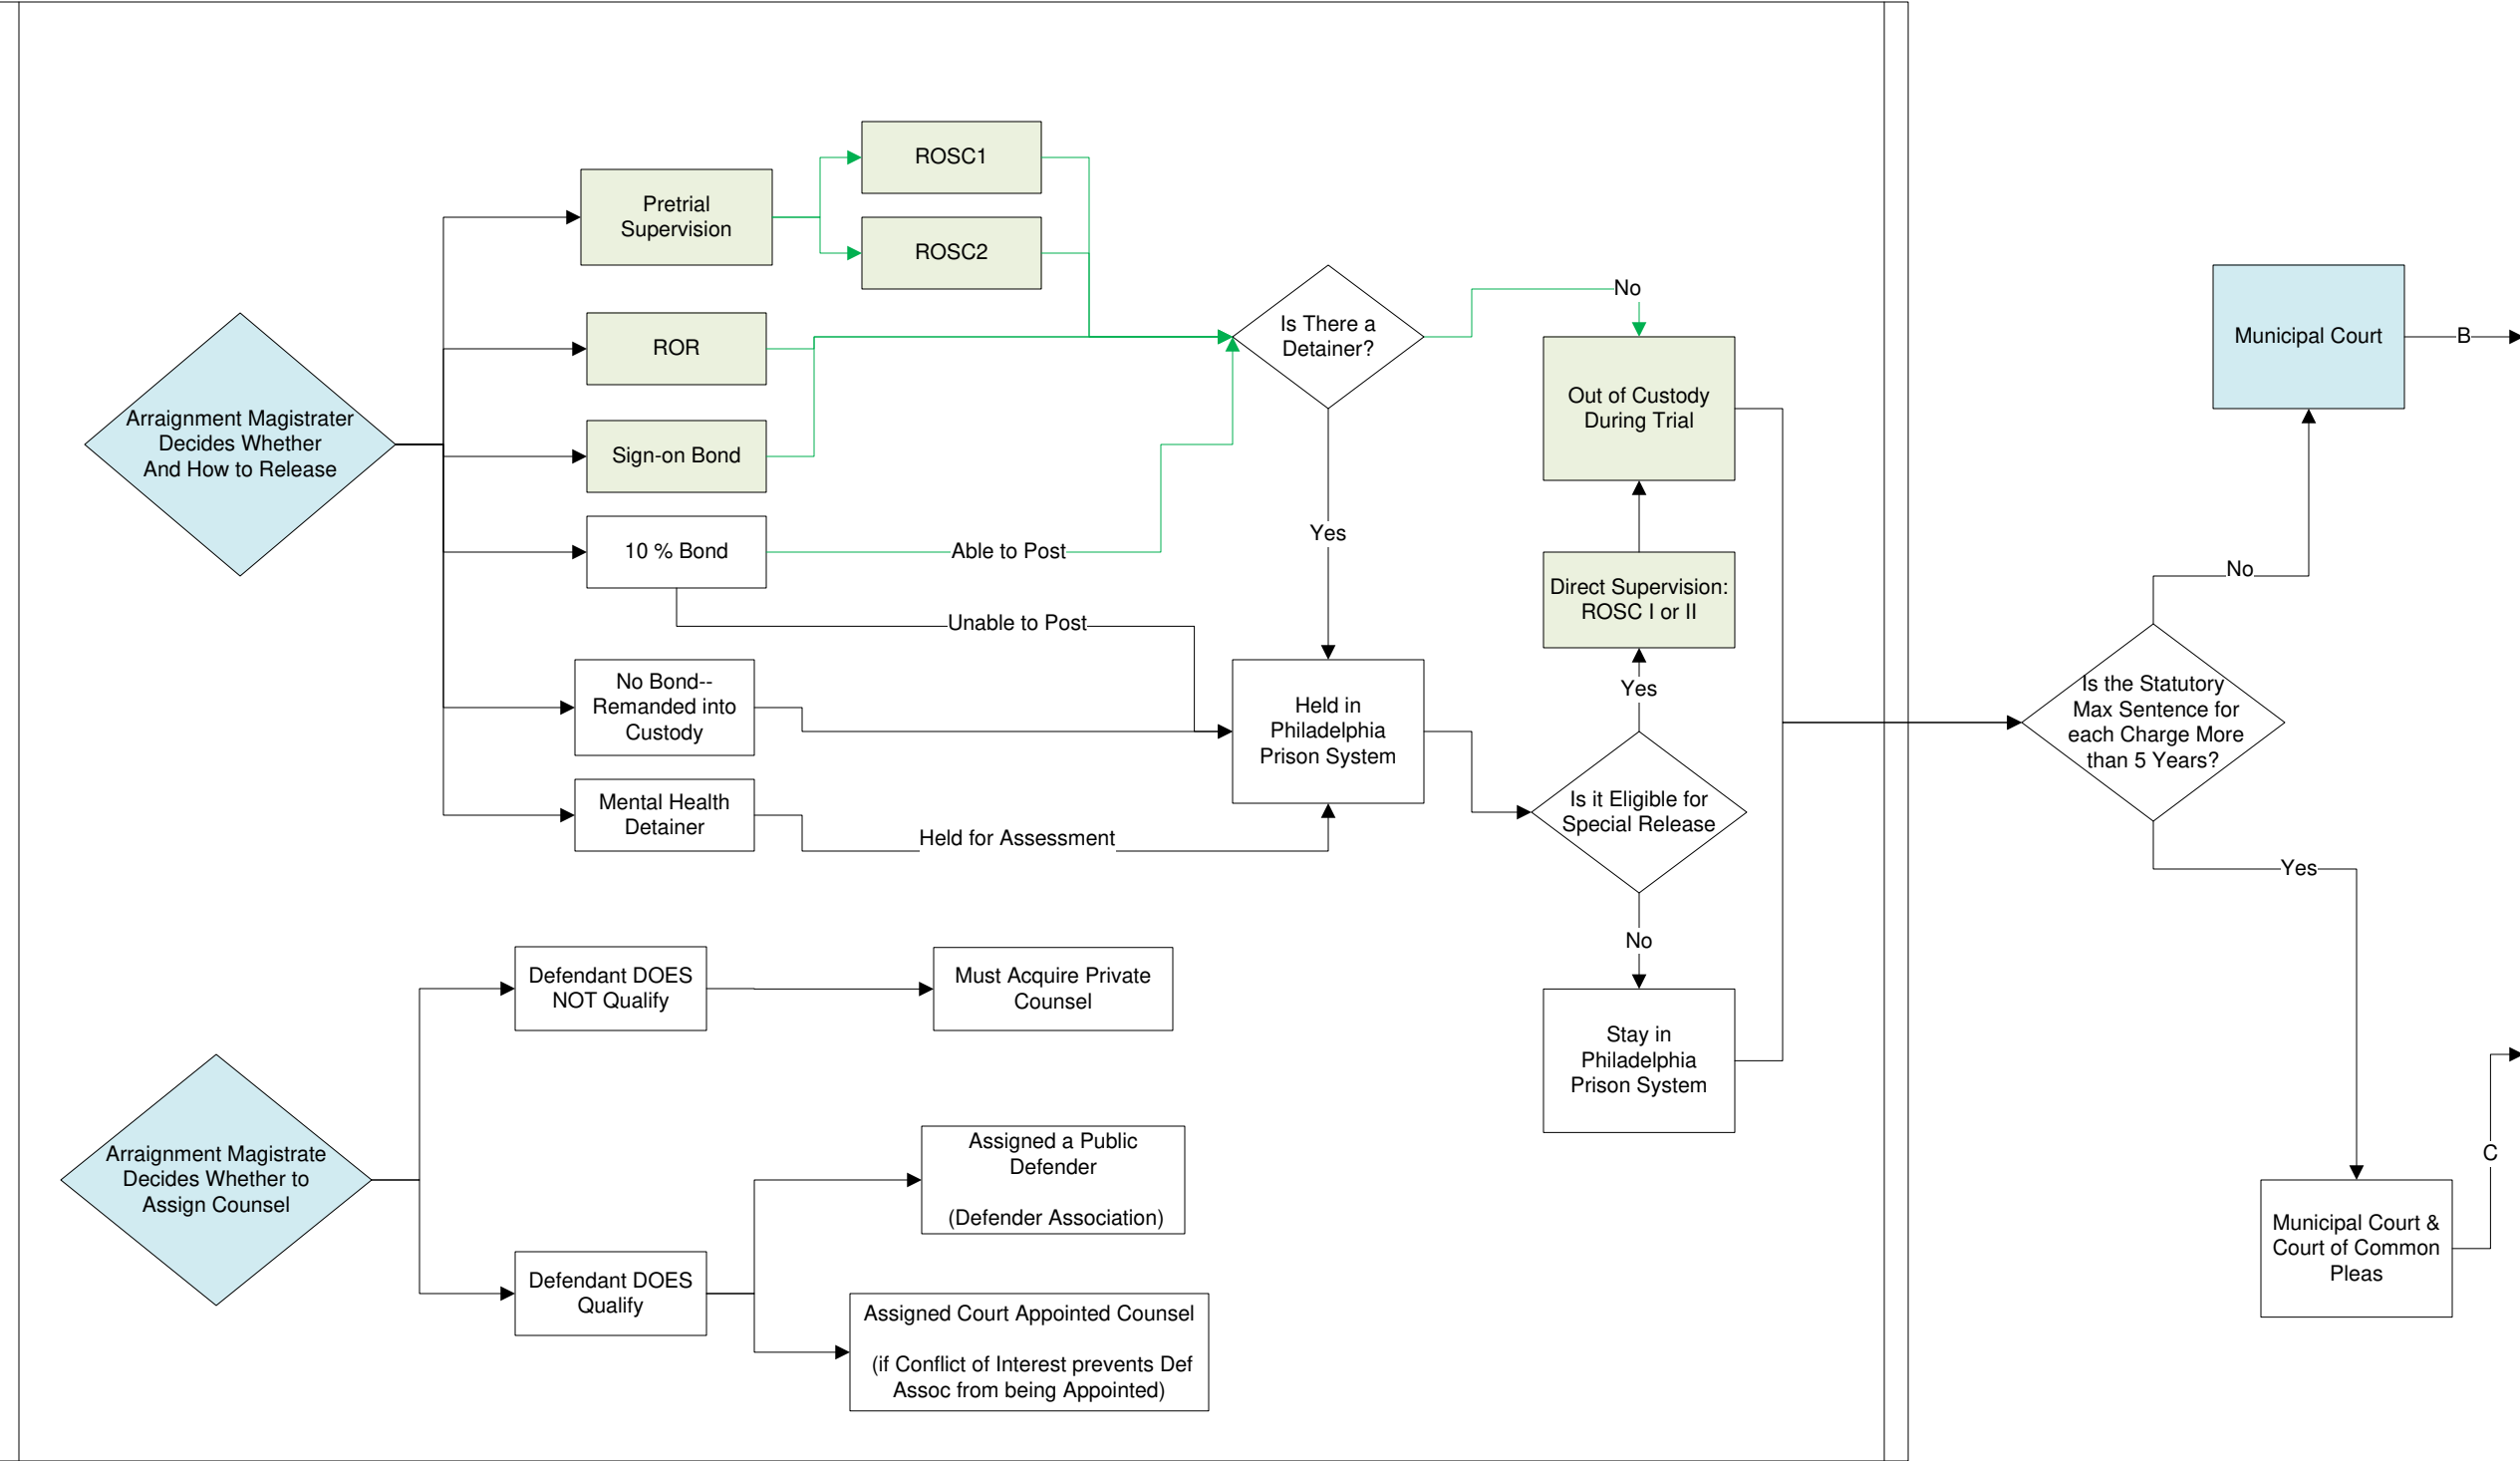 ROSC1
Pretrial
Supervision
ROSC2
ROR
Arraignment Magistrater
Decides Whether
And How to Release
Sign-on Bond
10 % Bond
Able to Post
Unable to Post
No Bond--
Remanded into
Custody
Mental Health
Detainer
Held for Assessment
Is There a
Detainer?
No
Yes
Out of Custody
During Trial
Direct Supervision:
ROSC I or II
Yes
Held in
Philadelphia
Prison System
Is it Eligible for
Special Release
No
Stay in
Philadelphia
Prison System
Municipal Court
B
No
Is the Statutory
Max Sentence for
each Charge More
than 5 Years?
Yes
C
Municipal Court &
Court of Common
Pleas
Arraignment Magistrate
Decides Whether to
Assign Counsel
Defendant DOES
NOT Qualify
Must Acquire Private
Counsel
Defendant DOES
Qualify
Assigned a Public
Defender
(Defender Association)
Assigned Court Appointed Counsel
(if Conflict of Interest prevents Def
Assoc from being Appointed)